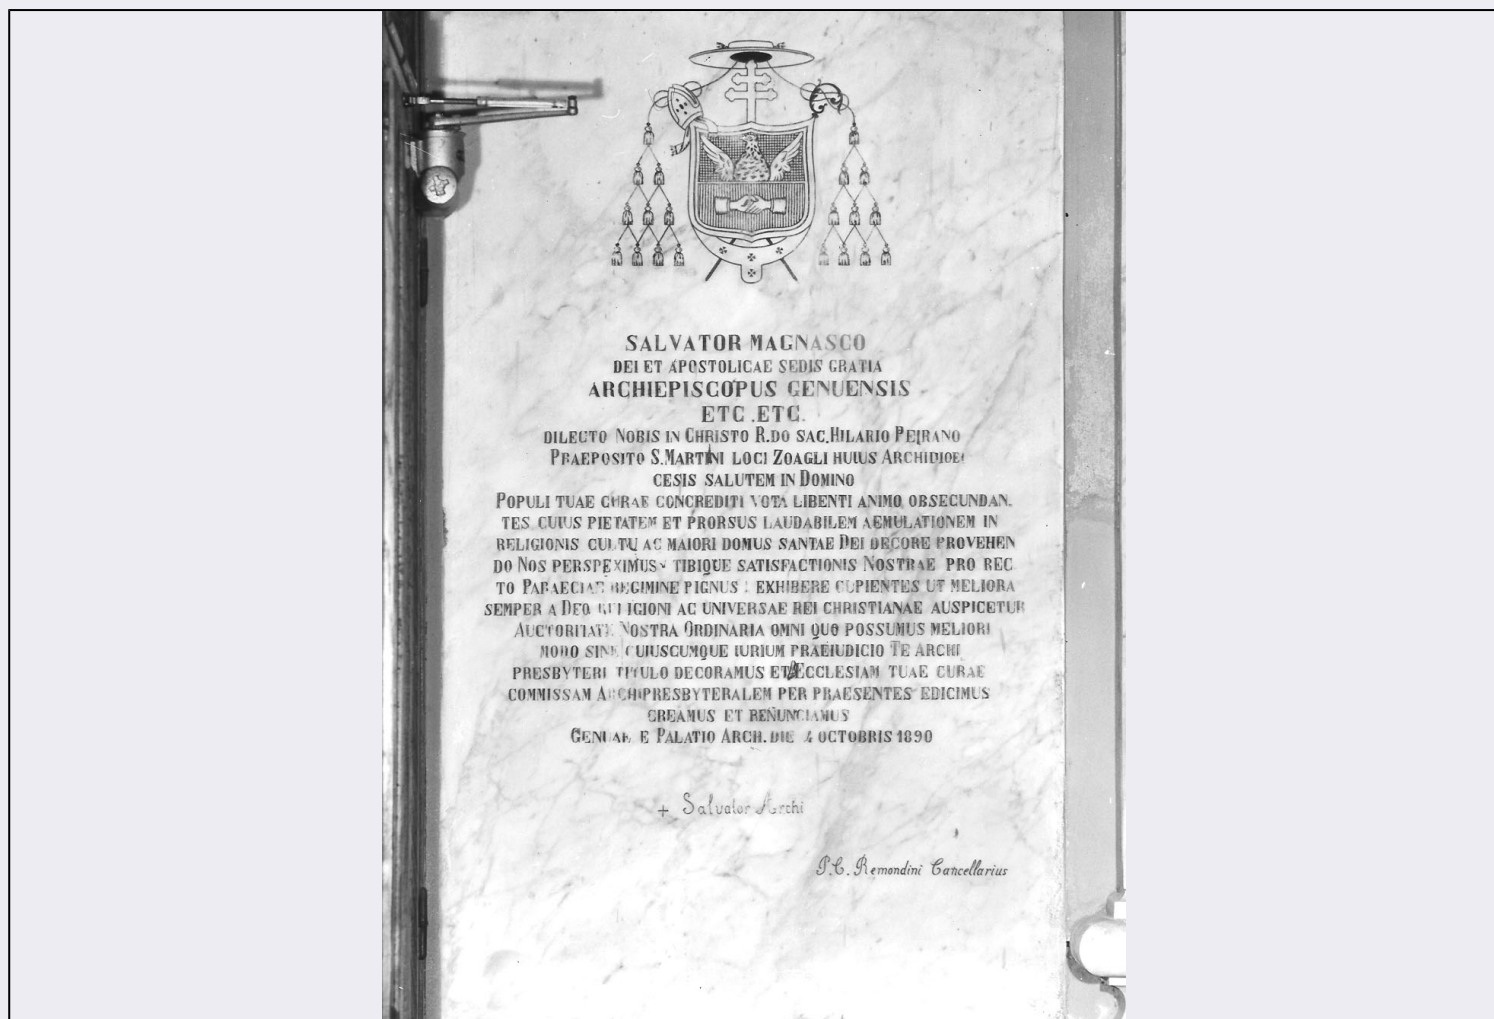 SALVATOR MAGNASCO
DEI ET APOSTOLICAE SEDIS GRATIA
ARCHIEPISCOPUS GENUENSIS
ETC . ETC.
DILECTO NOBIS IN CHRISTO R.DO SAC. HILARIO PEIRANO
PRAEPOSITO S. MARTINI LOCI ZOAGLI HUIUS ARCHIDIOE
CESIS SALUTEM IN DOMINO
POPULI TUAE CURAE CONCREDITI VOTA LIBENTI ANIMO OBSECUNDAN.
TES CUIUS PIETATEM ET PRORSUS LAUDABILEM AEMULATIONEM IN
RELIGIONIS CULTU AC MAIORI DOMUS SANTAE DEI DECORE PROVEHEN
DO NOS PERSPEXIMUS TIBIQUE SATISFACTIONIS NOSTRAE PRO REC
TO PARAECIAE REGIMINE PIGNUS EXHIBERE CUPIENTES UT MELIORA
SEMPER A DEO RELIGIONI AC UNIVERSAE REI CHRISTIANAE AUSPICETUR
AUCTORITATE NOSTRA ORDINARIA OMNI QUO POSSUMUS MELIORI
MODO SINE CUIUSCUMQUE IURIUM PRAEIUDICIO TE ARCHI
PRESBYTERI TITULO DECORAMUS ET ECCLESIAM TUAE CURAE
COMMISSAM ARCHIPRESBYTERALEM PER PRAESENTES EDICIMUS
CREAMUS ET RENUNCIAMUS
GENUAE E PALATIO ARCH. DIE 4 OCTOBRIS 1890
+ Salvator Archi
P. C. Remondini Cancellarius